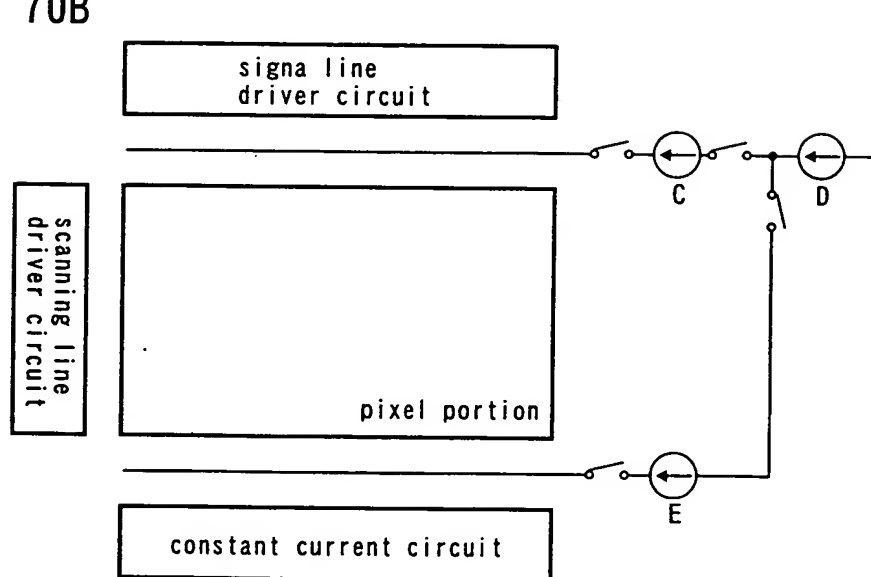 70B
signa line
driver circuit
C
D
scanning line
driver circuit
pixel portion
E
constant current circuit